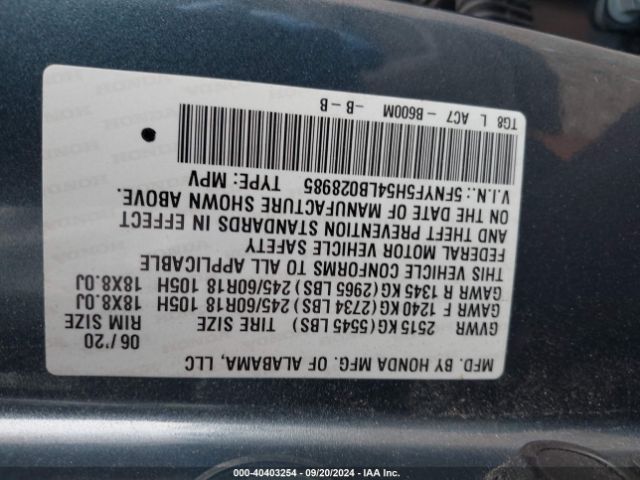 MFD. BY HONDA MFG. OF ALABAMA, LLC 06/'20
GVWR TIRE SIZE RIM SIZE
2515 KG (5545 LBS)
GAWR F 1240 KG (2734 LBS) 245/60R18 105H 18X8.0J
GAWR R 1345 KG (2965 LBS) 245/60R18 105H 18X8.0J
THIS VEHICLE CONFORMS TO ALL APPLICABLE
FEDERAL MOTOR VEHICLE SAFETY
AND THEFT PREVENTION STANDARDS IN EFFECT
ON THE DATE OF MANUFACTURE SHOWN ABOVE.
V.I.N.: 5FNYF5H54LB028985 TYPE: MPV
TG8 L AC7 - B600M -B-B
000-40403254 - 09/20/2024 - IAA Inc.